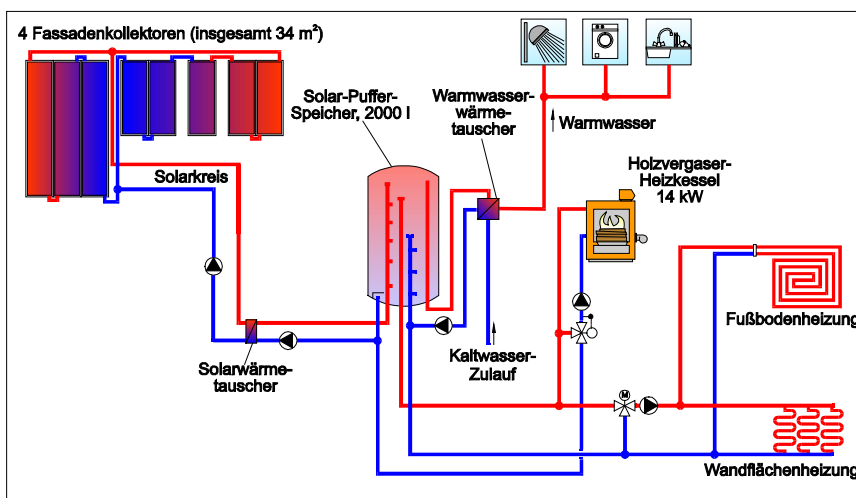 4 Fassadenkollektoren (insgesamt 34 m²)
Solar-Puffer-
Speicher, 2000 l
Warmwasser-
wärme-
tauscher
Warmwasser
Holzvergaser-
Heizkessel
14 kW
Solarkreis
Fußbodenheizung
Solarwärme-
tauscher
Kaltwasser-
Zulauf
M
Wandflächenheizung